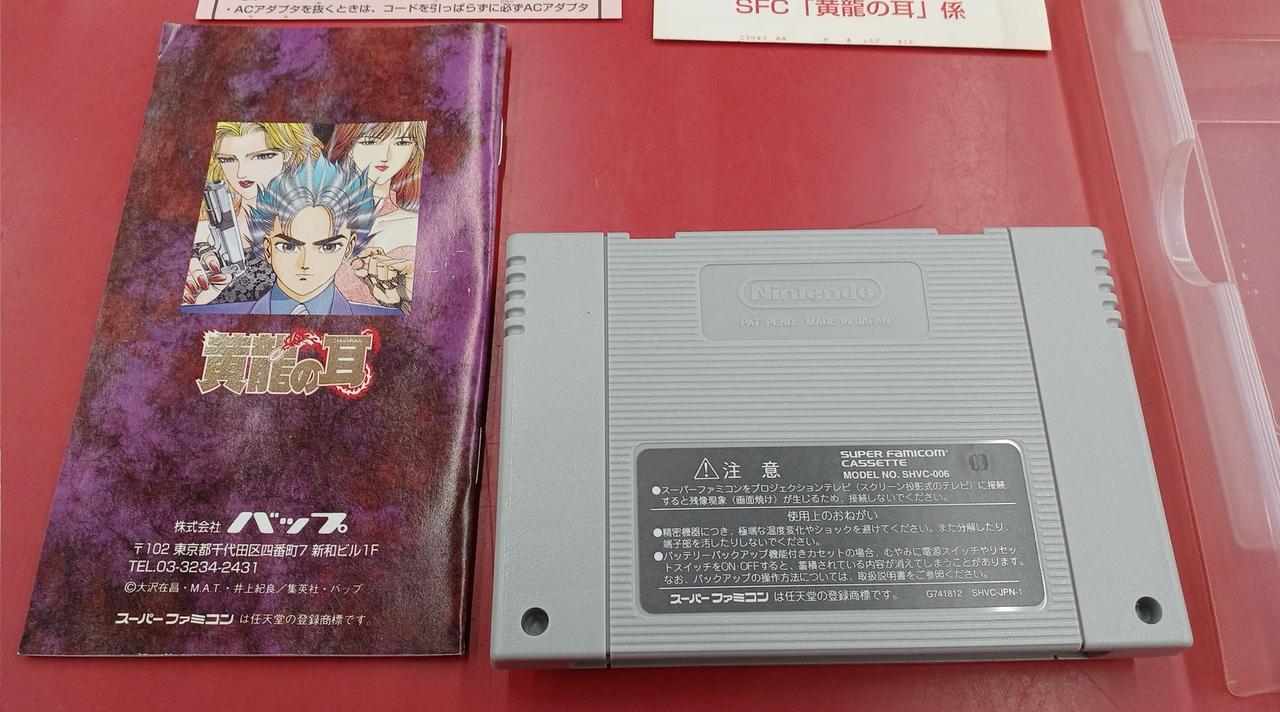 ・ACアダプタを抜くときは、コードを引っぱらずに必ずACアダプタ
SFC「黄龍の耳」係
黄龍の耳
株式会社 バップ
〒102 東京都千代田区四番町7 新和ビル1F
TEL.03-3234-2431
©大沢在昌・M.A.T.・井上紀良／集英社・バップ
スーパーファミコン は任天堂の登録商標です。
Nintendo
PAT. PEND. MADE IN JAPAN
注意
SUPER FAMICOM
CASSETTE
MODEL NO. SHVC-006
●スーパーファミコンをプロジェクションテレビ（スクリーン投影式のテレビ）に接続
すると残像現象（画面焼け）が生じるため、接続しないでください。
使用上のおねがい
●精密機器につき、極端な温度変化やショックを避けてください。また分解したり、
端子部を汚したりしないでください。
●バッテリーバックアップ機能付きカセットの場合、むやみに電源スイッチやリセッ
トスイッチをON・OFFすると、蓄積されている内容が消えてしまうことがあります。
なお、バックアップの操作方法については、取扱説明書をご参照ください。
スーパーファミコン は任天堂の登録商標です。 G741812 SHVC-JPN-1